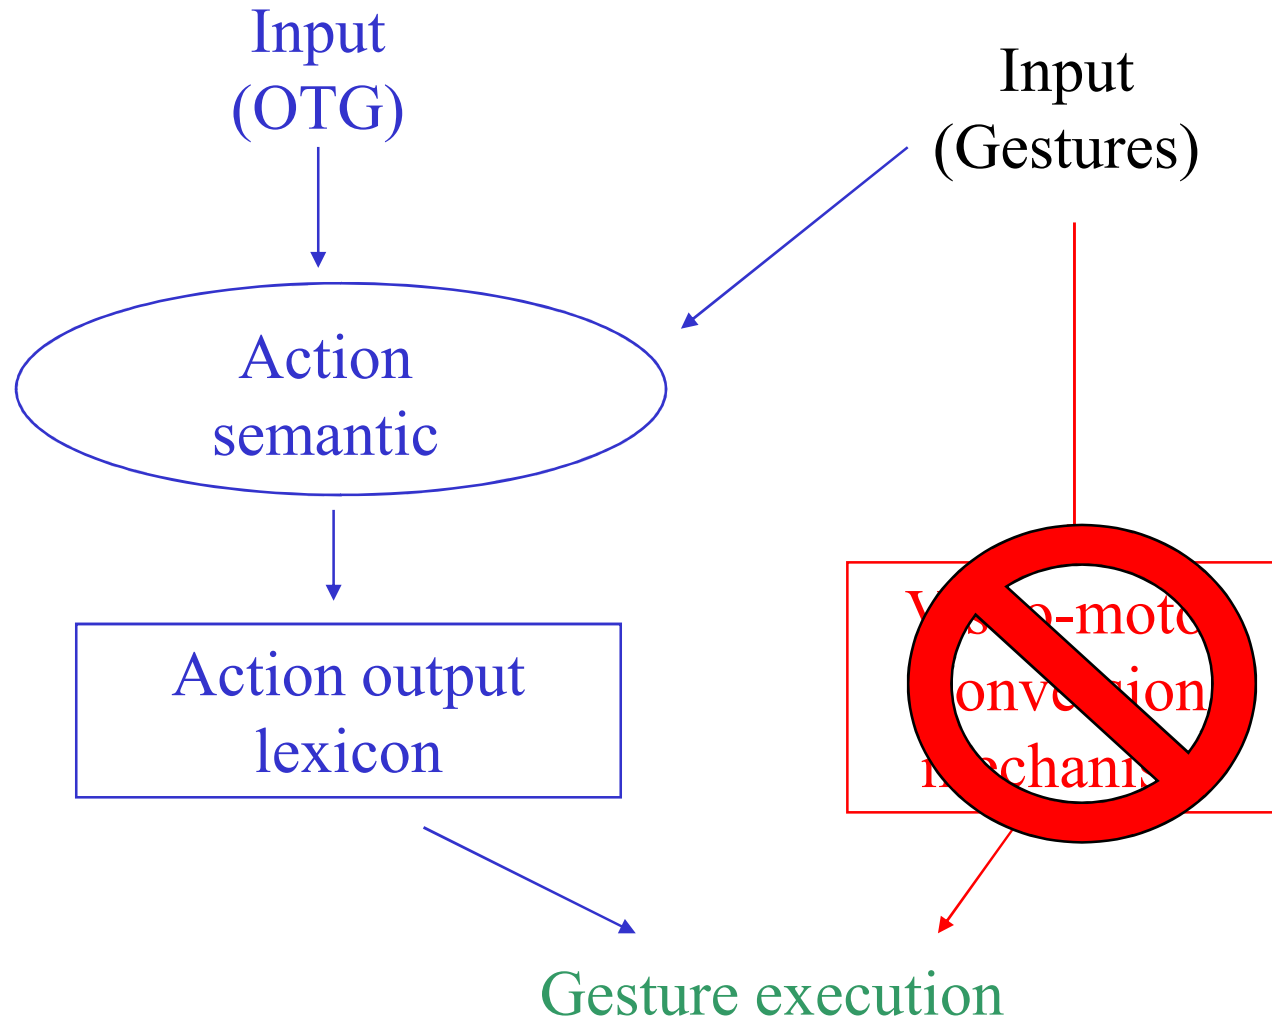 Input
(OTG)
Input
(Gestures)
Action
semantic
Action output
lexicon
Gesture execution